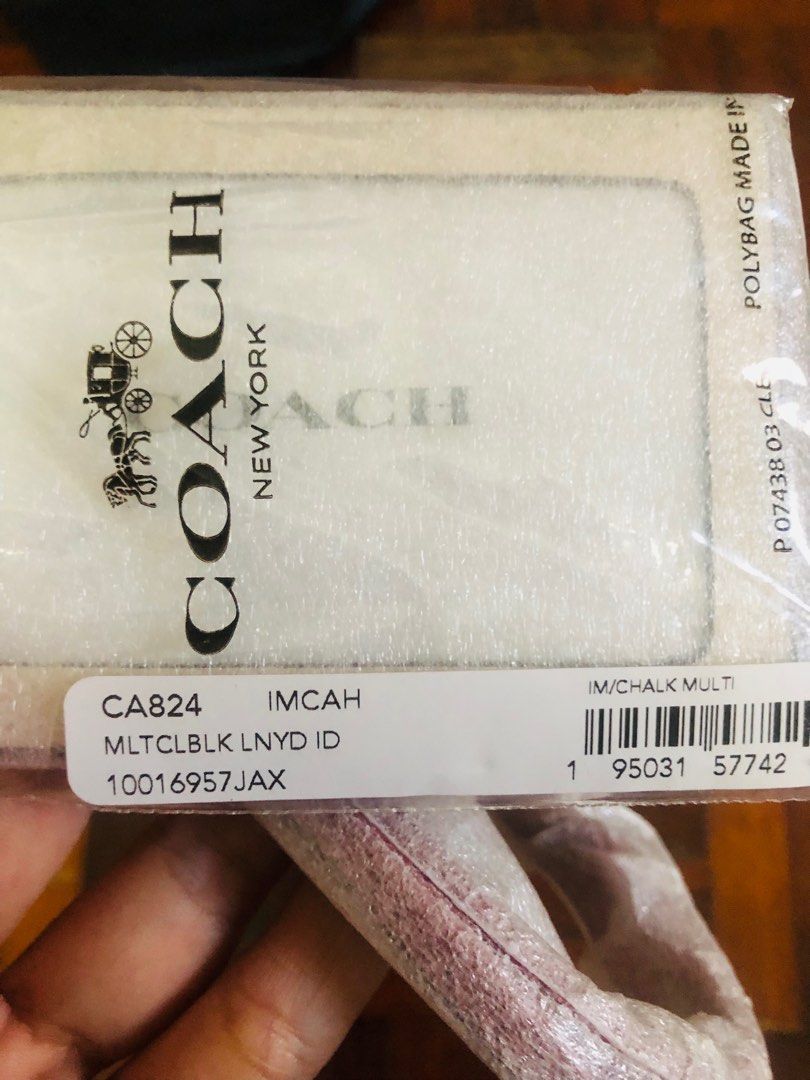 COACH
NEW YORK
COACH
POLYBAG MADE IN
P 07438 03 CLE
CA824 IMCAH
MLTCLBLK LNYD ID
10016957JAX
IM/CHALK MULTI
1 95031 57742